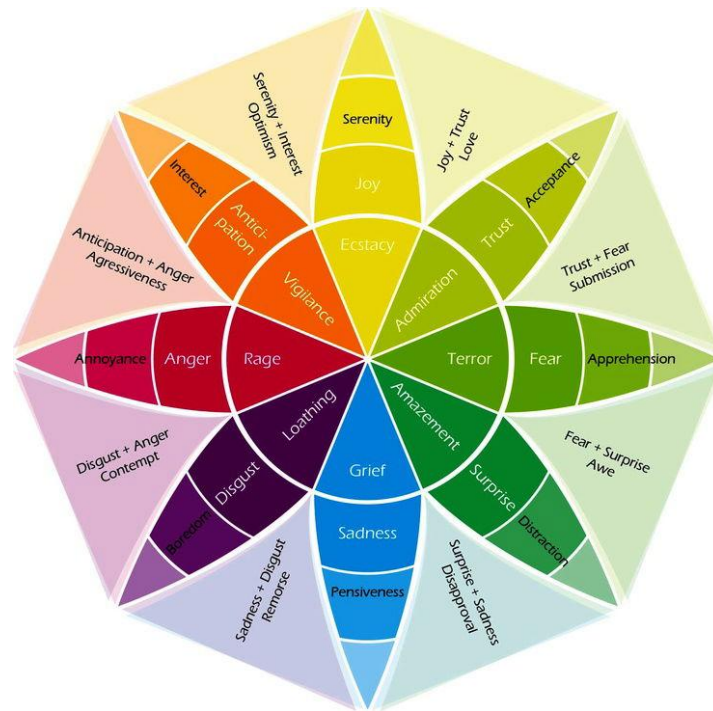 Serenity + Interest
Optimism
Joy + Trust
Love
Serenity
Joy
Ecstacy
Interest
Antici-
pation
Vigilance
Acceptance
Trust
Admiration
Anticipation + Anger
Agressiveness
Trust + Fear
Submission
Annoyance
Anger
Rage
Terror
Fear
Apprehension
Loathing
Disgust
Boredom
Amazement
Surprise
Distraction
Disgust + Anger
Contempt
Fear + Surprise
Awe
Grief
Sadness
Pensiveness
Sadness + Disgust
Remorse
Surprise + Sadness
Disapproval